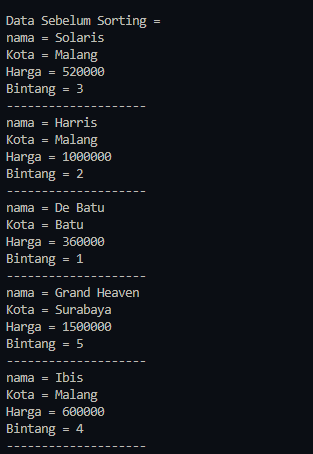 Data Sebelum Sorting =
nama = Solaris
Kota = Malang
Harga = 520000
Bintang = 3
--------------------
nama = Harris
Kota = Malang
Harga = 1000000
Bintang = 2
--------------------
nama = De Batu
Kota = Batu
Harga = 360000
Bintang = 1
--------------------
nama = Grand Heaven
Kota = Surabaya
Harga = 1500000
Bintang = 5
--------------------
nama = Ibis
Kota = Malang
Harga = 600000
Bintang = 4
--------------------